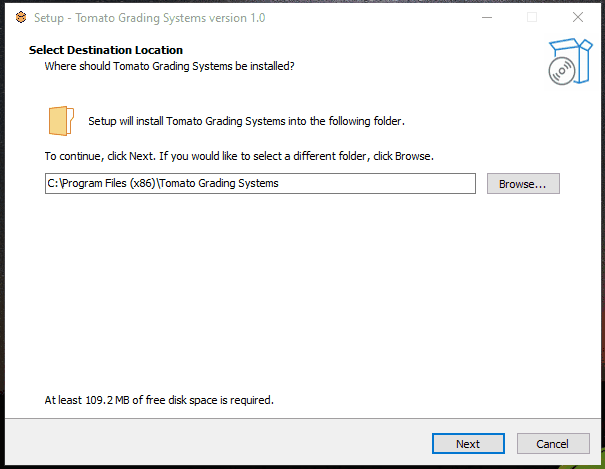 Setup - Tomato Grading Systems version 1.0
Select Destination Location
Where should Tomato Grading Systems be installed?
Setup will install Tomato Grading Systems into the following folder.
To continue, click Next. If you would like to select a different folder, click Browse.
C:\Program Files (x86)\Tomato Grading Systems
Browse...
At least 109.2 MB of free disk space is required.
Next
Cancel